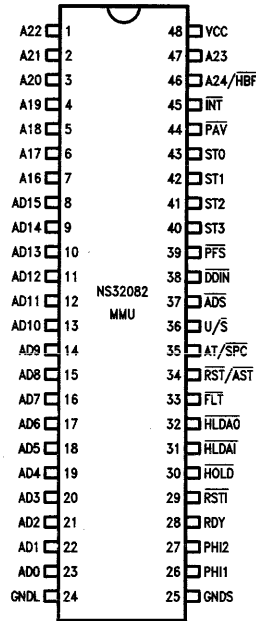 A22 1 48 VCC
A21 2 47 A23
A20 3 46 A24/HBF
A19 4 45 INT
A18 5 44 PAV
A17 6 43 ST0
A16 7 42 ST1
AD15 8 41 ST2
AD14 9 40 ST3
AD13 10 39 PFS
AD12 11 38 DDIN
AD11 12 NS32082 37 ADS
AD10 13 MMU 36 U/S
AD9 14 35 AT/SPC
AD8 15 34 RST/AST
AD7 16 33 FLT
AD6 17 32 HLDAO
AD5 18 31 HLDAI
AD4 19 30 HOLD
AD3 20 29 RSTI
AD2 21 28 RDY
AD1 22 27 PHI2
AD0 23 26 PHI1
GNDL 24 25 GNDS